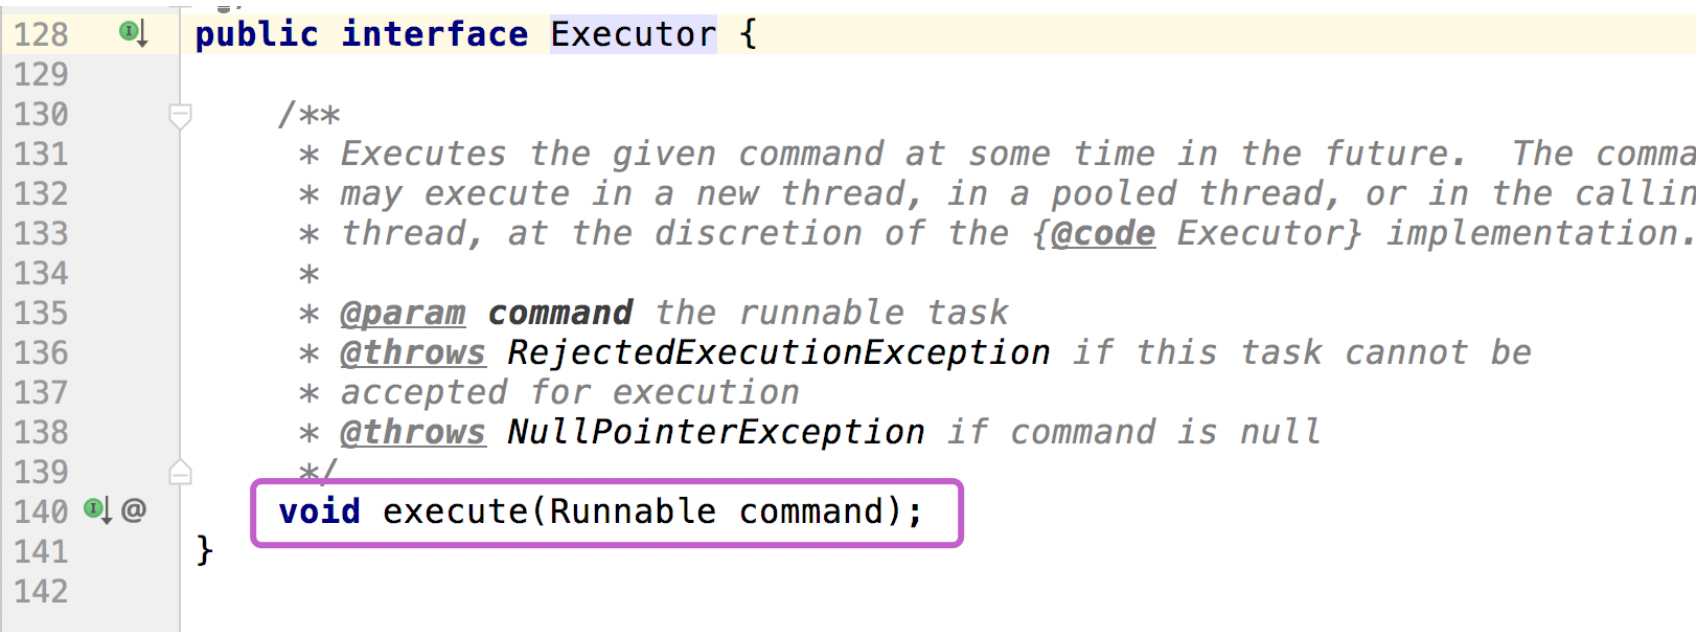 128 public interface Executor {
129
130 /**
131 * Executes the given command at some time in the future. The comma
132 * may execute in a new thread, in a pooled thread, or in the callin
133 * thread, at the discretion of the {@code Executor} implementation.
134 *
135 * @param command the runnable task
136 * @throws RejectedExecutionException if this task cannot be
137 * accepted for execution
138 * @throws NullPointerException if command is null
139 */
140 @ void execute(Runnable command);
141 }
142